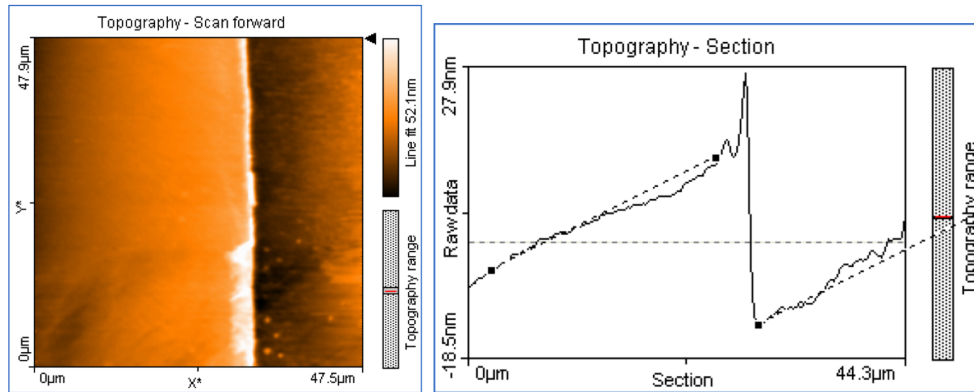 Topography - Scan forward
47.9µm
Y*
0µm
0µm
X*
47.5µm
Line fit 52.1nm
Topography range
Topography - Section
27.9nm
Raw data
-18.5nm
0µm
Section
44.3µm
Topography range